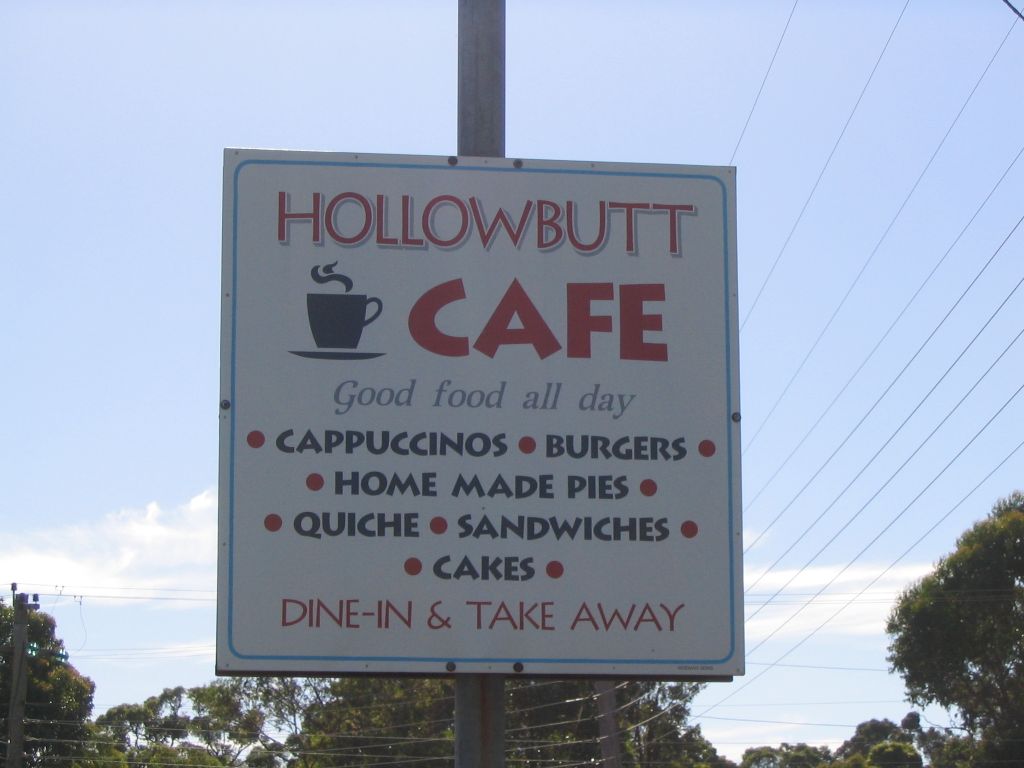 HOLLOWBUTT
CAFE
Good food all day
• CAPPUCCINOS • BURGERS •
• HOME MADE PIES •
• QUICHE • SANDWICHES •
• CAKES •
DINE-IN & TAKE AWAY